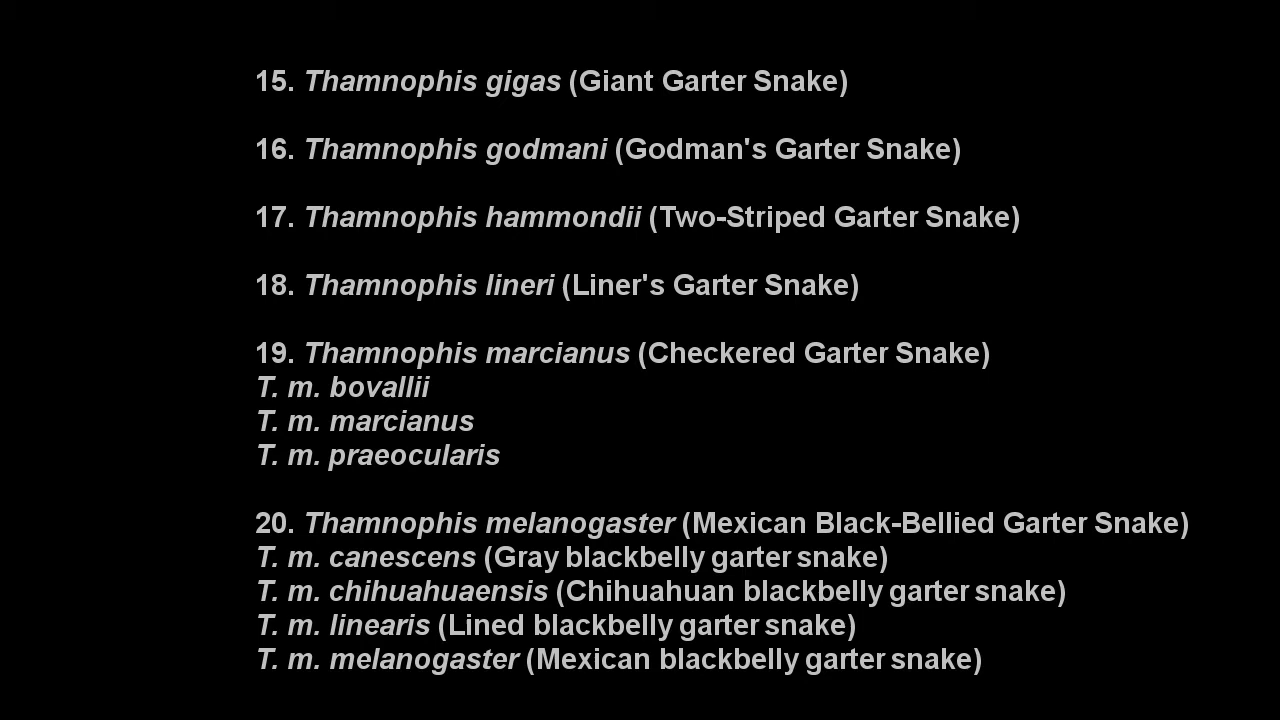 15. Thamnophis gigas (Giant Garter Snake)
16. Thamnophis godmani (Godman's Garter Snake)
17. Thamnophis hammondii (Two-Striped Garter Snake)
18. Thamnophis lineri (Liner's Garter Snake)
19. Thamnophis marcianus (Checkered Garter Snake)
T. m. bovallii
T. m. marcianus
T. m. praeocularis
20. Thamnophis melanogaster (Mexican Black-Bellied Garter Snake)
T. m. canescens (Gray blackbelly garter snake)
T. m. chihuahuaensis (Chihuahuan blackbelly garter snake)
T. m. linearis (Lined blackbelly garter snake)
T. m. melanogaster (Mexican blackbelly garter snake)